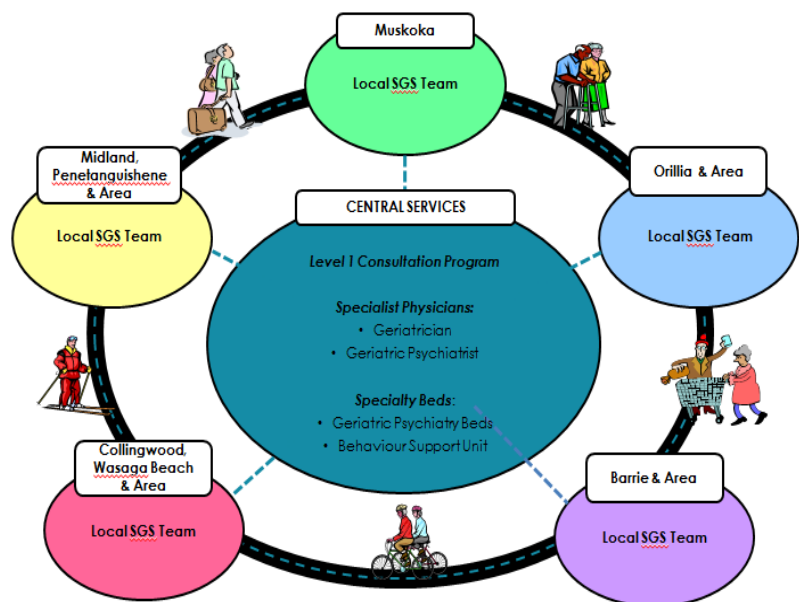 Muskoka
Local SGS Team
Midland,
Penetanguishene
& Area
Local SGS Team
Orillia & Area
Local SGS Team
CENTRAL SERVICES
Level 1 Consultation Program
Specialist Physicians:
• Geriatrician
• Geriatric Psychiatrist
Specialty Beds:
• Geriatric Psychiatry Beds
• Behaviour Support Unit
Collingwood,
Wasaga Beach
& Area
Local SGS Team
Barrie & Area
Local SGS Team